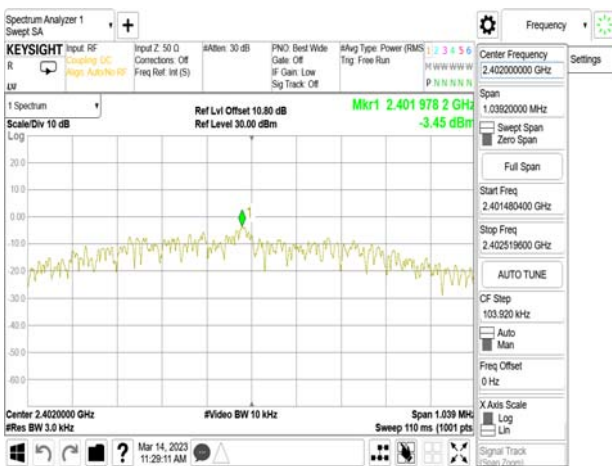 Spectrum Analyzer 1
Swept SA
+
Frequency
KEYSIGHT
Input: RF
Coupling: DC
Align: Auto/No RF
Input Z: 50 Ω
Corrections: Off
Freq Ref: Int (S)
#Atten: 30 dB
PNO: Best Wide
Gate: Off
IF Gain: Low
Sig Track: Off
#Avg Type: Power (RMS
Trig: Free Run
1 2 3 4 5 6
M W W W W W
P N N N N N
R
LXI
1 Spectrum
Scale/Div 10 dB
Log
Ref Lvl Offset 10.80 dB
Ref Level 30.00 dBm
Mkr1 2.401 978 2 GHz
-3.45 dBm
20.0
10.0
0.00
-10.0
-20.0
-30.0
-40.0
-50.0
-60.0
1
Center 2.4020000 GHz
#Res BW 3.0 kHz
#Video BW 10 kHz
Span 1.039 MHz
Sweep 110 ms (1001 pts
Mar 14, 2023
11:29:11 AM
Center Frequency
2.402000000 GHz
Settings
Span
1.03920000 MHz
Swept Span
Zero Span
Full Span
Start Freq
2.401480400 GHz
Stop Freq
2.402519600 GHz
AUTO TUNE
CF Step
103.920 kHz
Auto
Man
Freq Offset
0 Hz
X Axis Scale
Log
Lin
Signal Track
(Span Zoom)